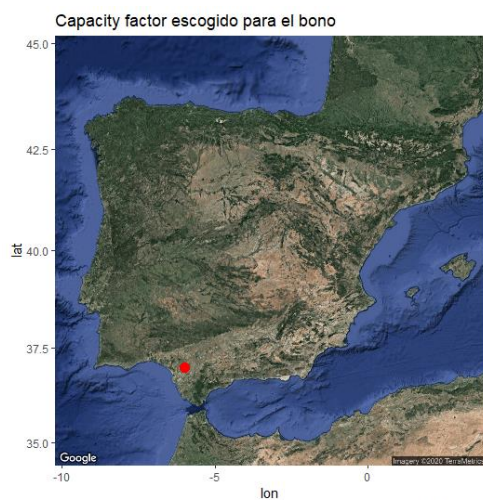 Capacity factor escogido para el bono
45.0
42.5
40.0
lat
37.5
35.0
Google
Imagery ©2020 TerraMetrics
-10
-5
0
lon